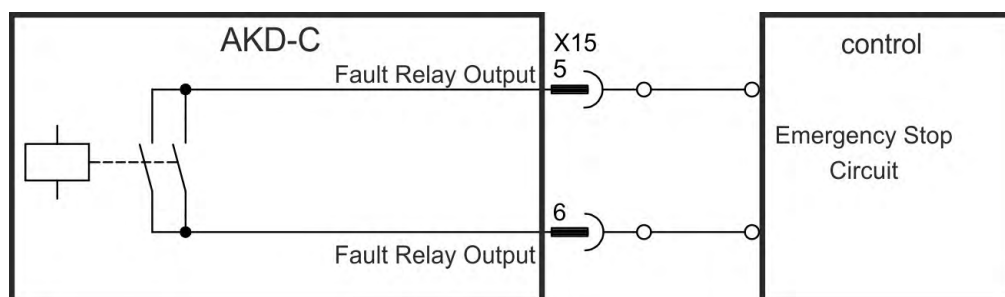 AKD-C
X15
control
Fault Relay Output
5
Emergency Stop
Circuit
6
Fault Relay Output